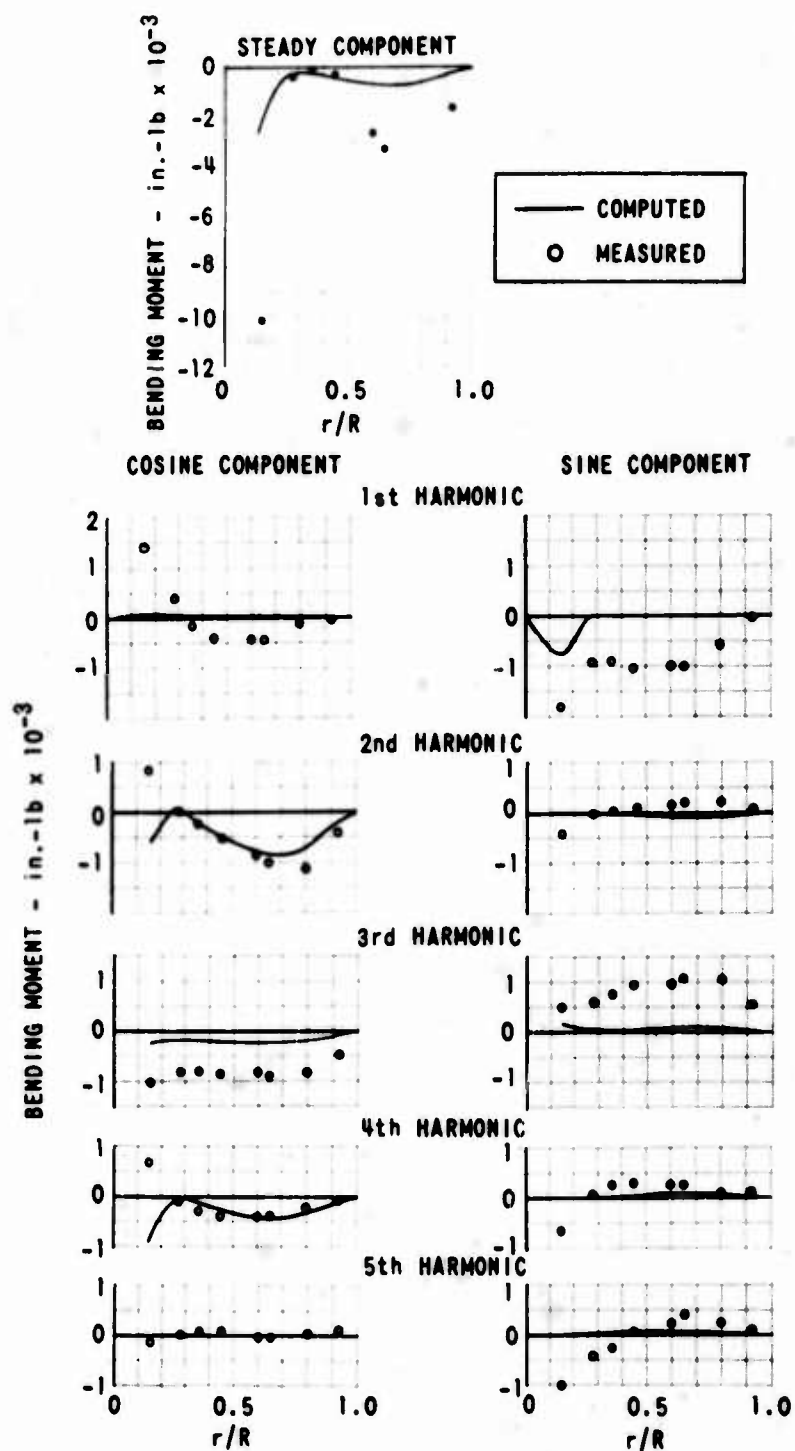 STEADY COMPONENT
BENDING MOMENT - in.-lb x 10-3
0
-2
-4
-6
-8
-10
-12
0 0.5 1.0
r/R
COMPUTED
MEASURED
COSINE COMPONENT SINE COMPONENT
1st HARMONIC
BENDING MOMENT - in.-lb x 10-3
2
1
0
-1
0
-1
2nd HARMONIC
1
0
-1
1
0
-1
3rd HARMONIC
1
0
-1
1
0
-1
4th HARMONIC
1
0
-1
1
0
-1
5th HARMONIC
1
0
-1
1
0
-1
0 0.5 1.0
r/R
0 0.5 1.0
r/R